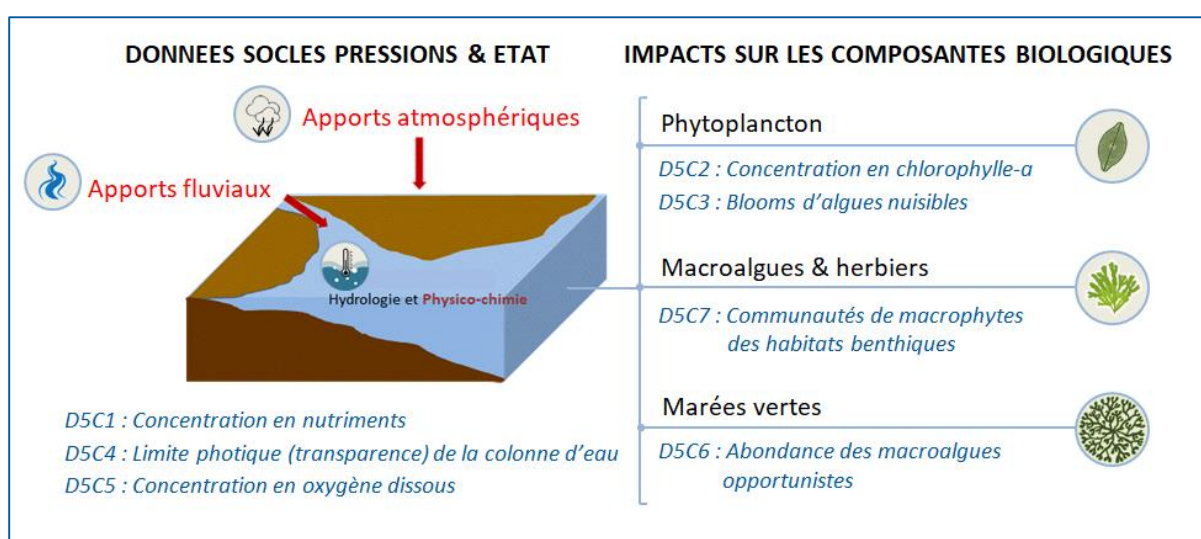 DONNEES SOCLES PRESSIONS & ETAT
Apports atmosphériques
Apports fluviaux
Hydrologie et Physico-chimie
D5C1 : Concentration en nutriments
D5C4 : Limite photique (transparence) de la colonne d'eau
D5C5 : Concentration en oxygène dissous
IMPACTS SUR LES COMPOSANTES BIOLOGIQUES
Phytoplancton
D5C2 : Concentration en chlorophylle-a
D5C3 : Blooms d'algues nuisibles
Macroalgues & herbiers
D5C7 : Communautés de macrophytes
des habitats benthiques
Marées vertes
D5C6 : Abondance des macroalgues
opportunistes